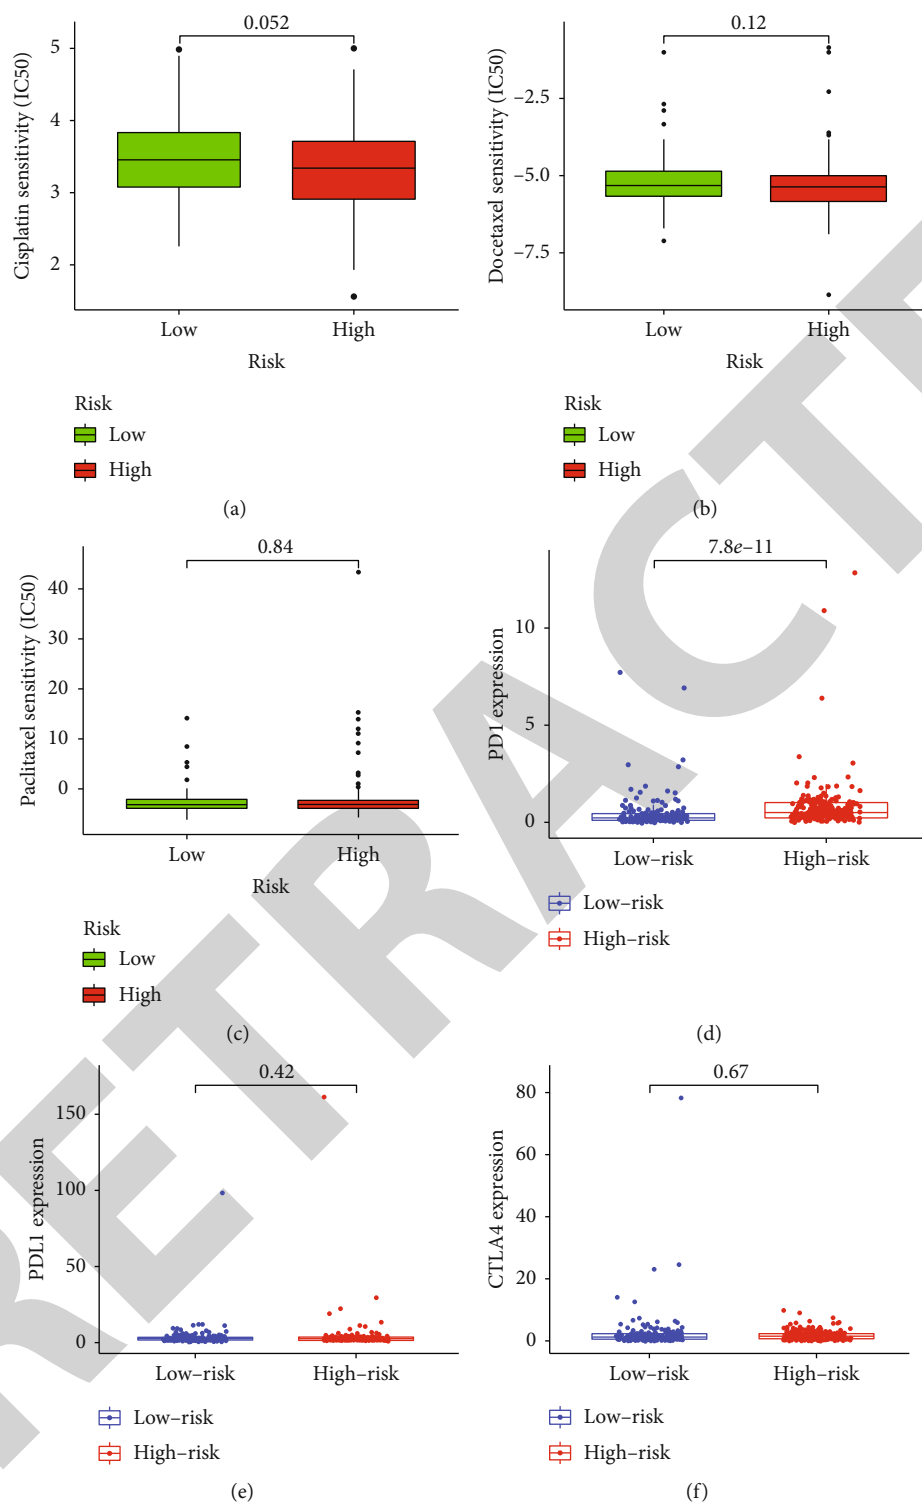 0.052
Cisplatin sensitivity (IC50)
5
4
3
2
Low
High
Risk
Risk
Low
High
(a)
0.12
Docetaxel sensitivity (IC50)
−2.5
−5.0
−7.5
Low
High
Risk
Risk
Low
High
(b)
0.84
Paclitaxel sensitivity (IC50)
40
30
20
10
0
Low
High
Risk
Risk
Low
High
(c)
7.8e−11
PD1 expression
10
5
0
Low−risk
High−risk
Low−risk
High−risk
(d)
0.42
PDL1 expression
150
100
50
0
Low−risk
High−risk
Low−risk
High−risk
(e)
0.67
CTLA4 expression
80
60
40
20
0
Low−risk
High−risk
Low−risk
High−risk
(f)
RETRACTE